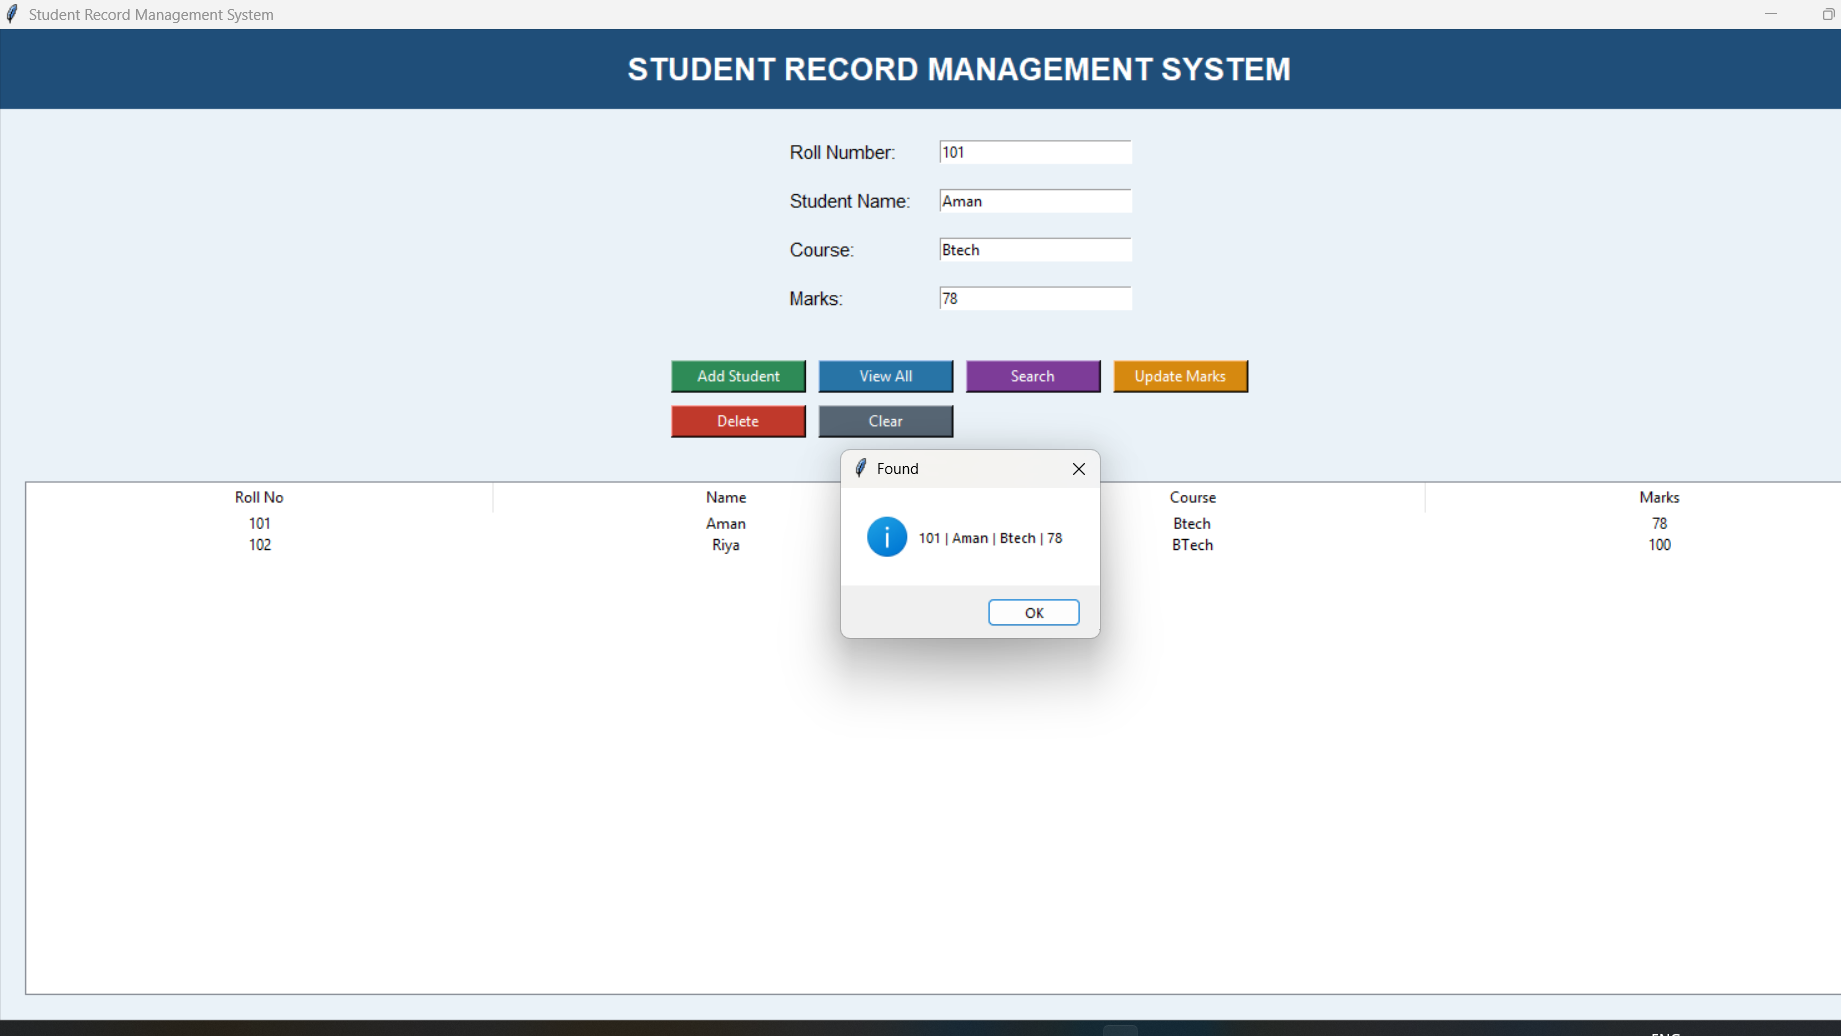 Student Record Management System
STUDENT RECORD MANAGEMENT SYSTEM
Roll Number: 101
Student Name: Aman
Course: Btech
Marks: 78
Add Student View All Search Update Marks
Delete Clear
Found
101 | Aman | Btech | 78
OK
Roll No Name Course Marks
101 Aman Btech 78
102 Riya BTech 100